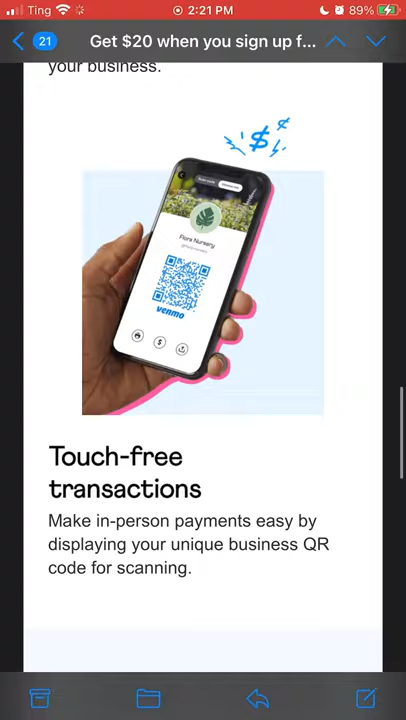 Ting
2:21 PM
89%
21
Get $20 when you sign up f...
your business.
$
¢
Flora Nursery
venmo
$
Touch-free
transactions
Make in-person payments easy by
displaying your unique business QR
code for scanning.